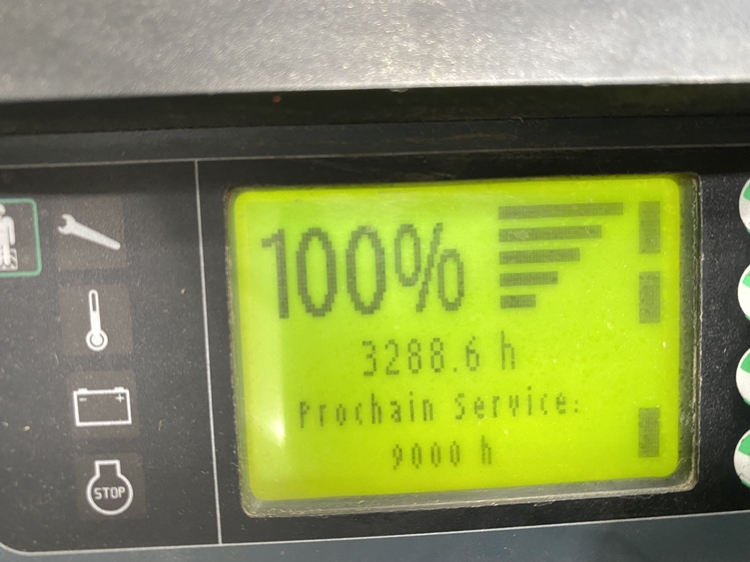 100%
3288.6 h
Prochain Service:
9000 h
- +
STOP